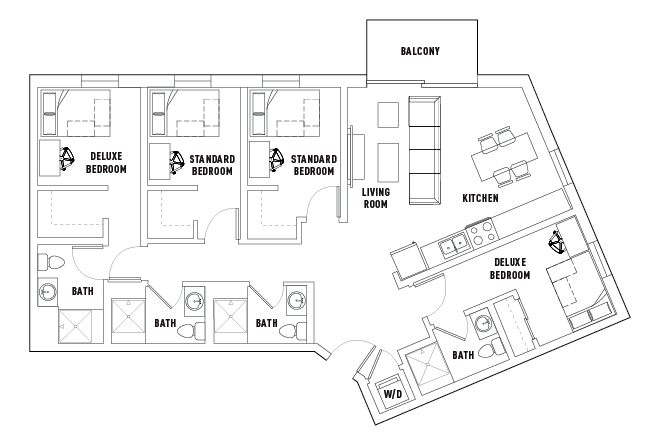 BALCONY
DELUXE
BEDROOM
STANDARD
BEDROOM
STANDARD
BEDROOM
LIVING
ROOM
KITCHEN
DELUXE
BEDROOM
BATH
BATH
BATH
BATH
W/D